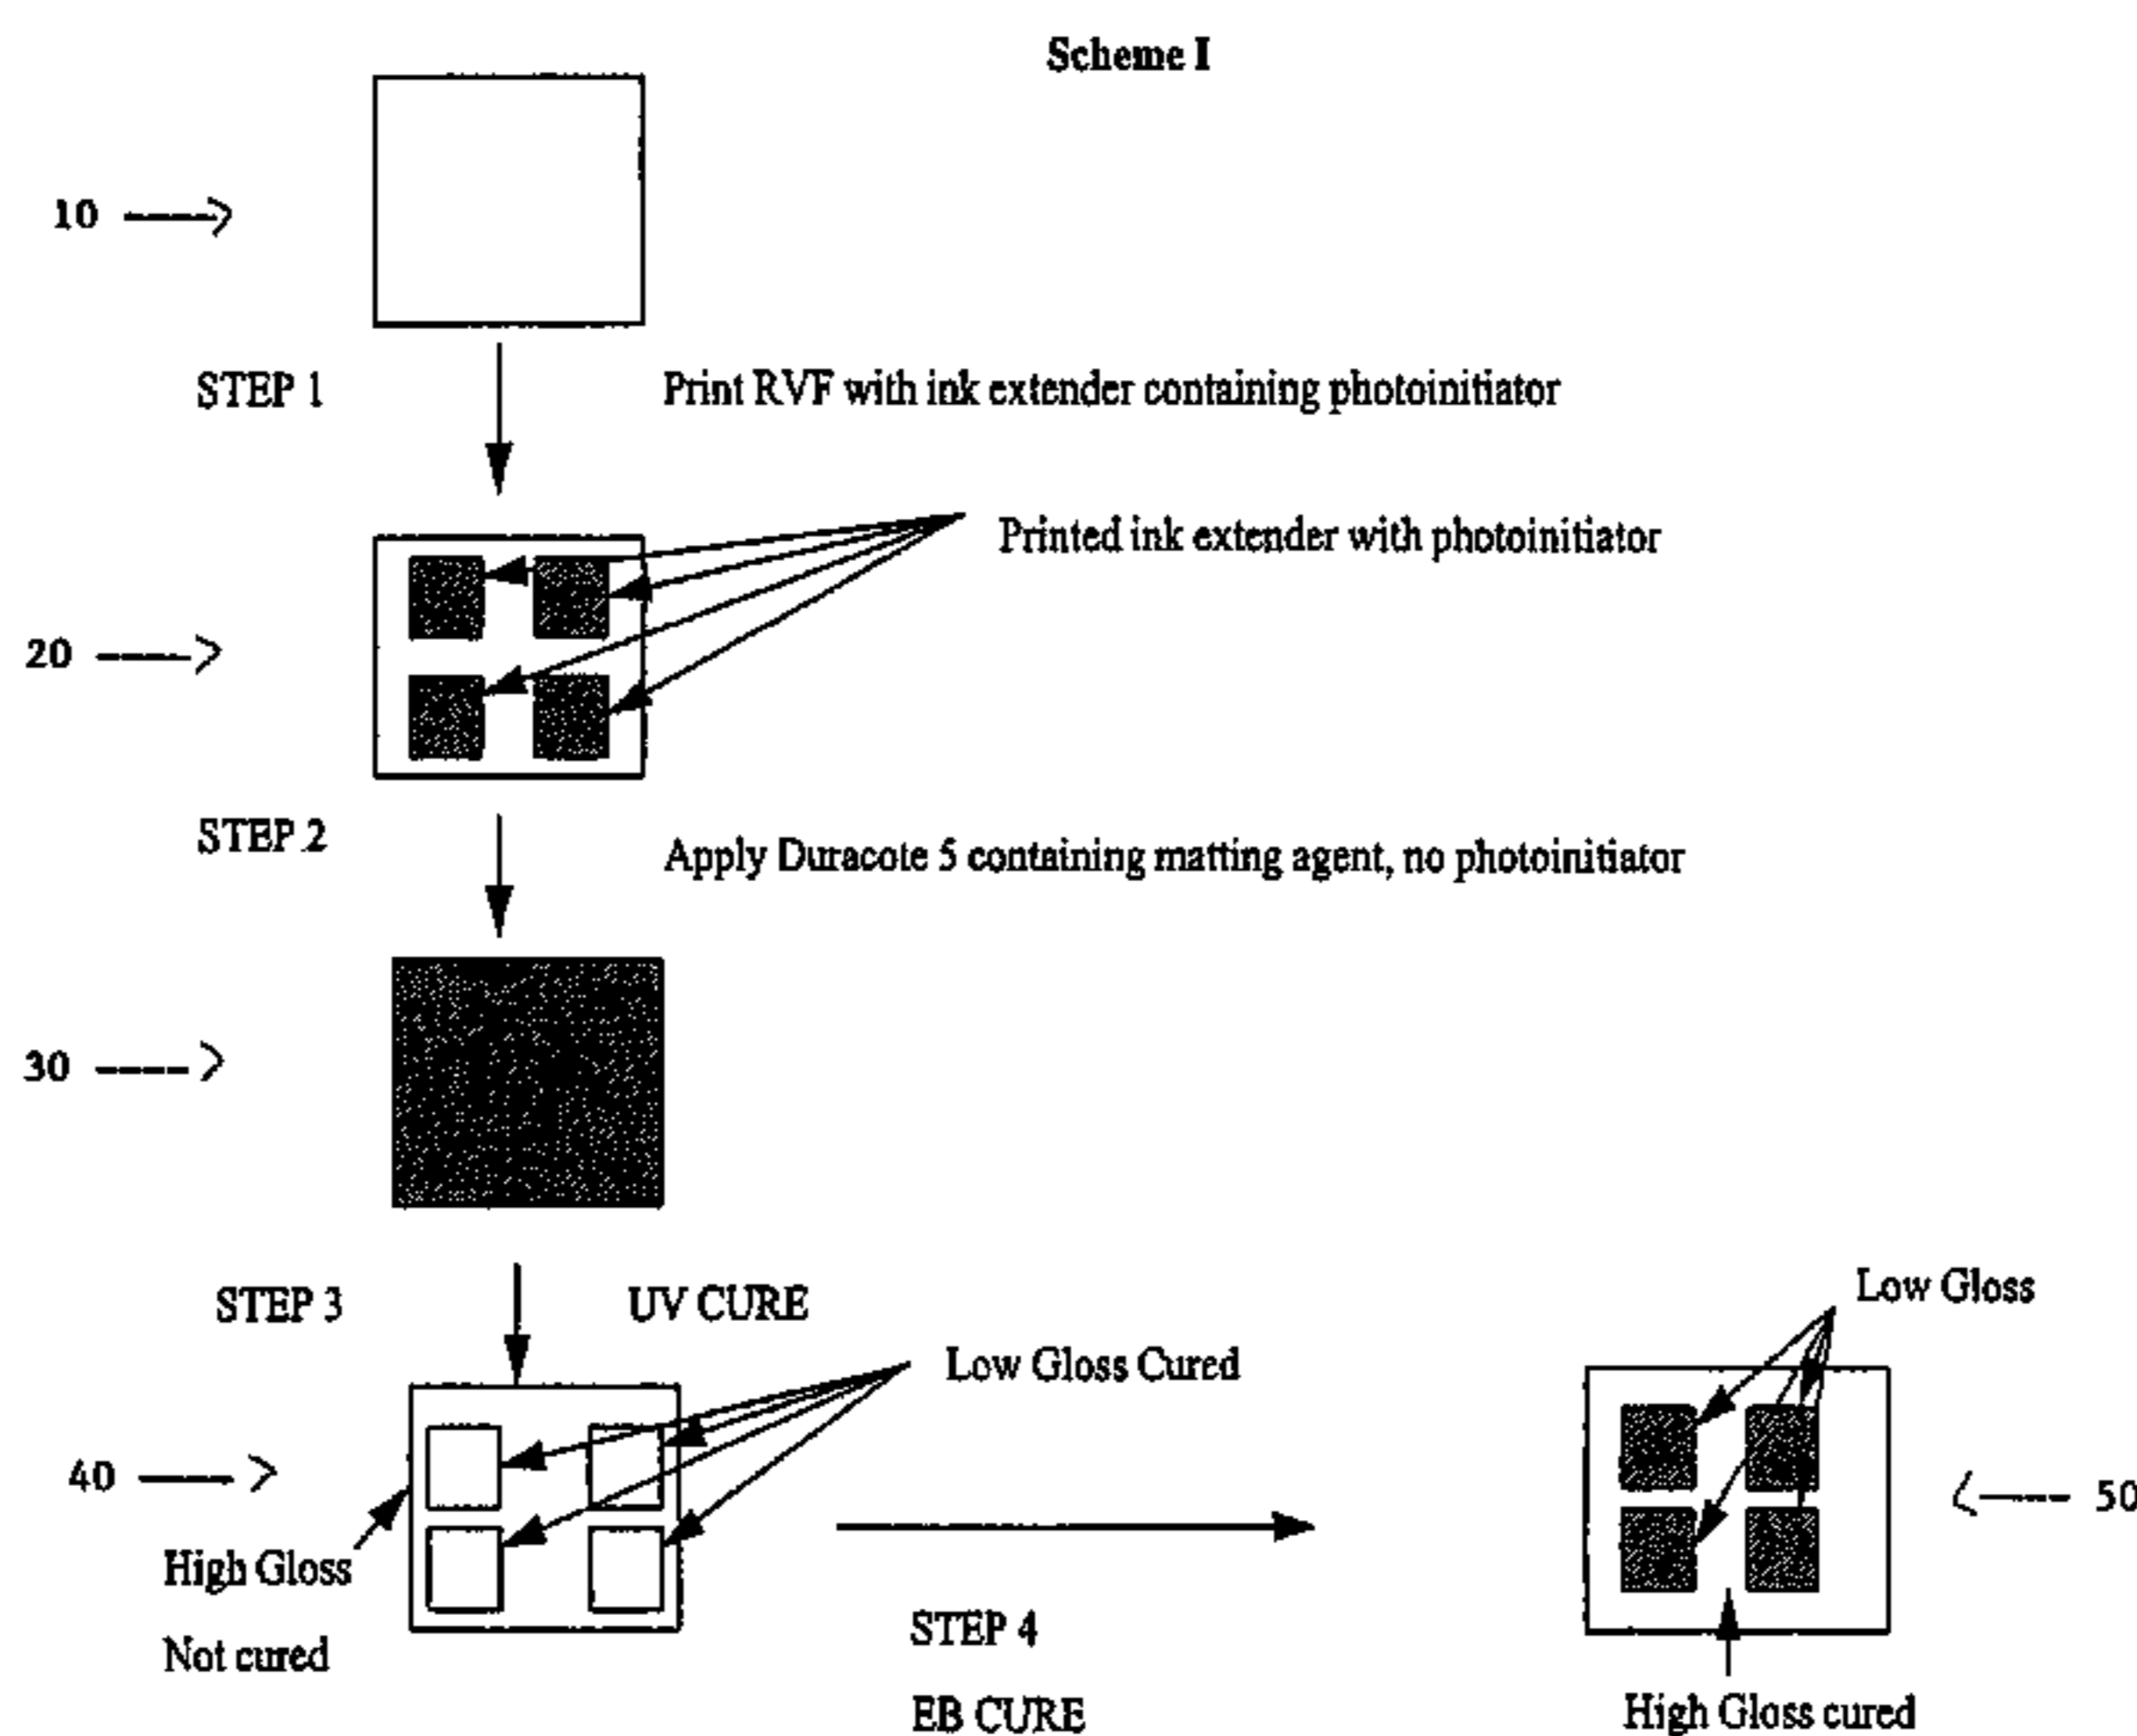 Scheme I
10
STEP 1
Print RVF with ink extender containing photoinitiator
Printed ink extender with photoinitiator
20
STEP 2
Apply Duracote 5 containing matting agent, no photoinitiator
30
STEP 3
UV CURE
Low Gloss
Low Gloss Cured
40
50
High Gloss
Not cured
STEP 4
EB CURE
High Gloss cured